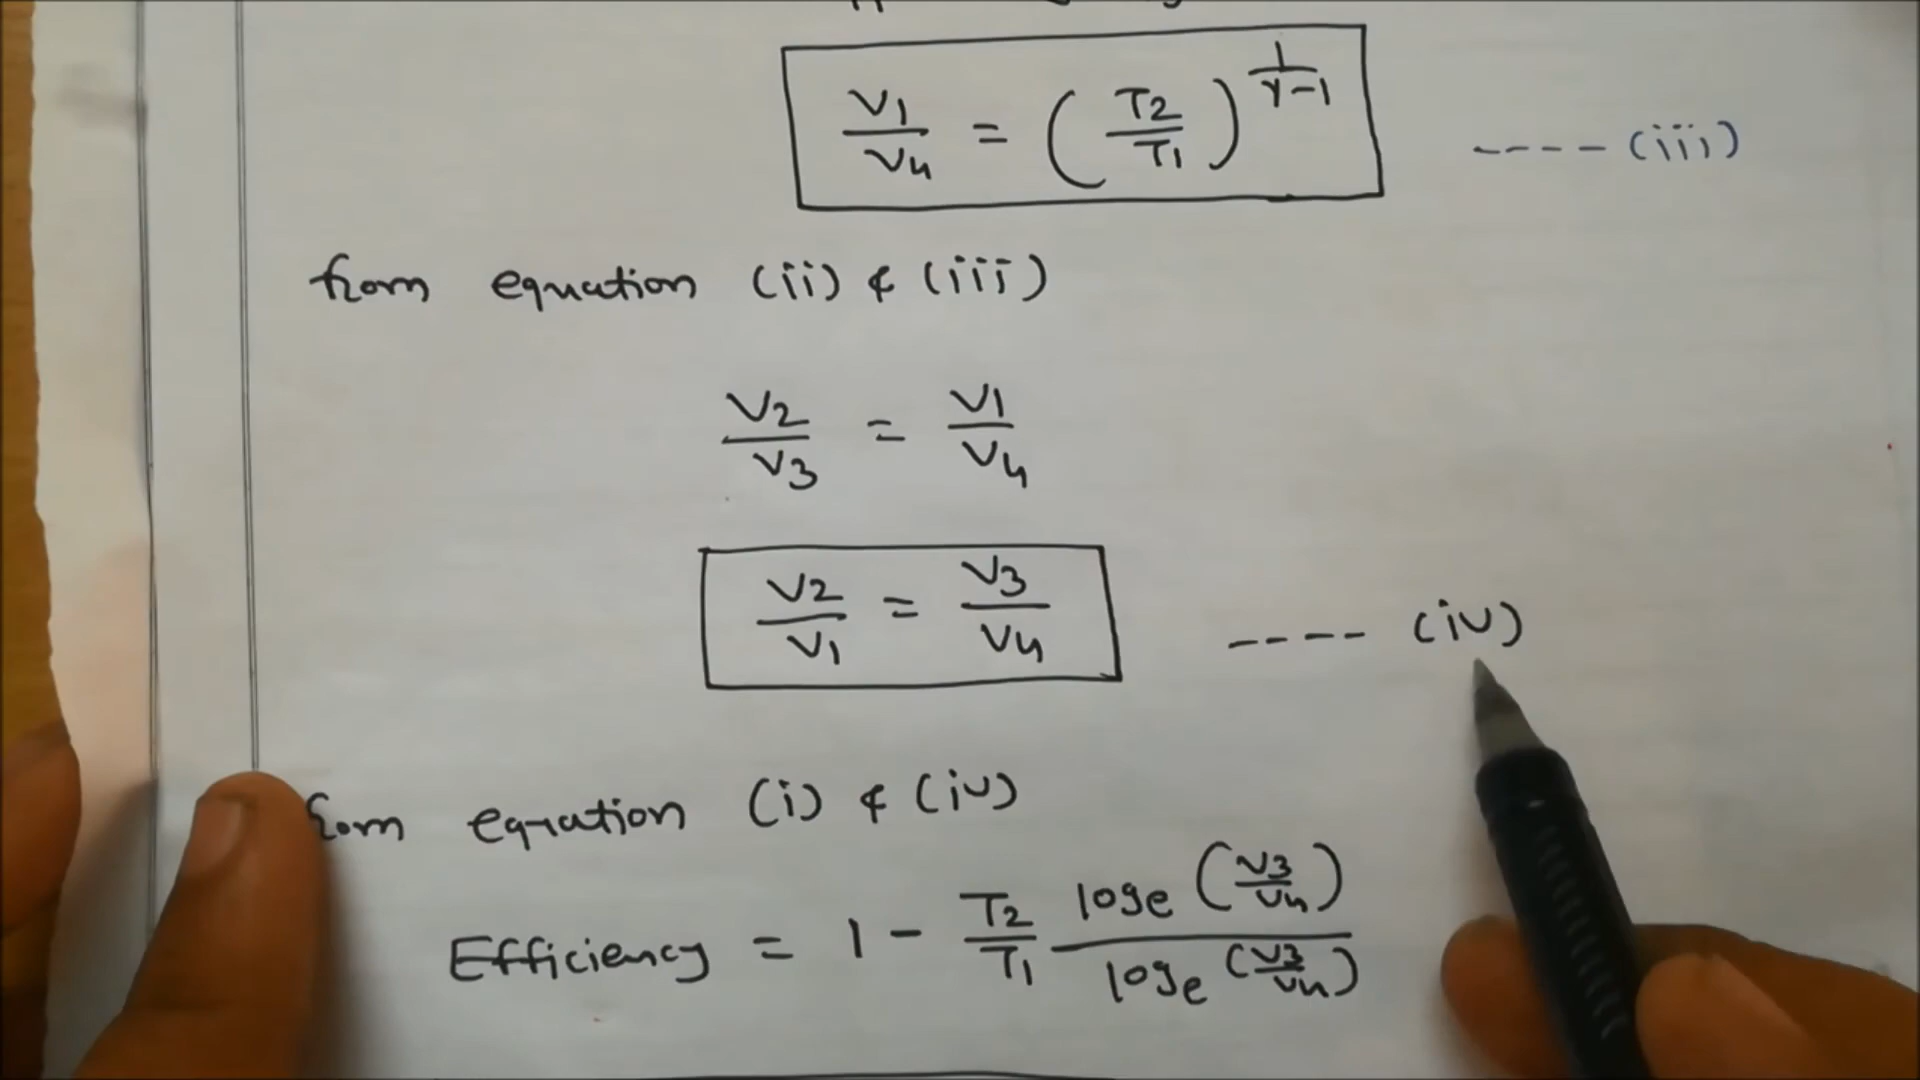 V1/V4 = (T2/T1)^1/γ-1 ---- (iii)
from equation (ii) & (iii)
V2/V3 = V1/V4
V2/V1 = V3/V4 ---- (iv)
from equation (i) & (iv)
Efficiency = 1 - T2/T1 loge (V3/V4) / loge (V3/V4)